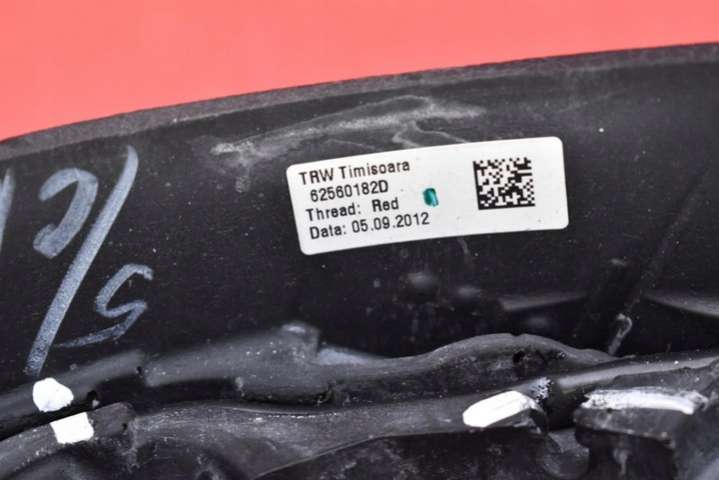 TRW Timisoara
62560182D
Thread: Red
Data: 05.09.2012